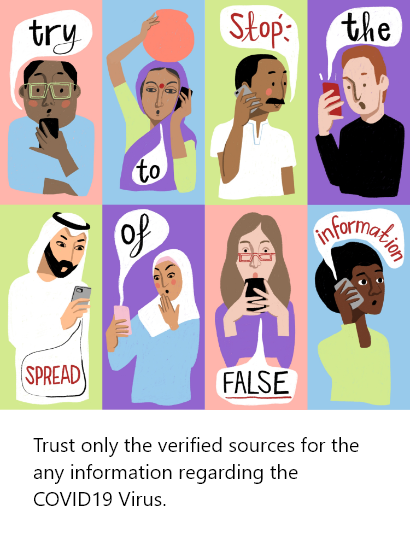 try
to
Stop:
the
SPREAD
of
FALSE
information
Trust only the verified sources for the
any information regarding the
COVID19 Virus.